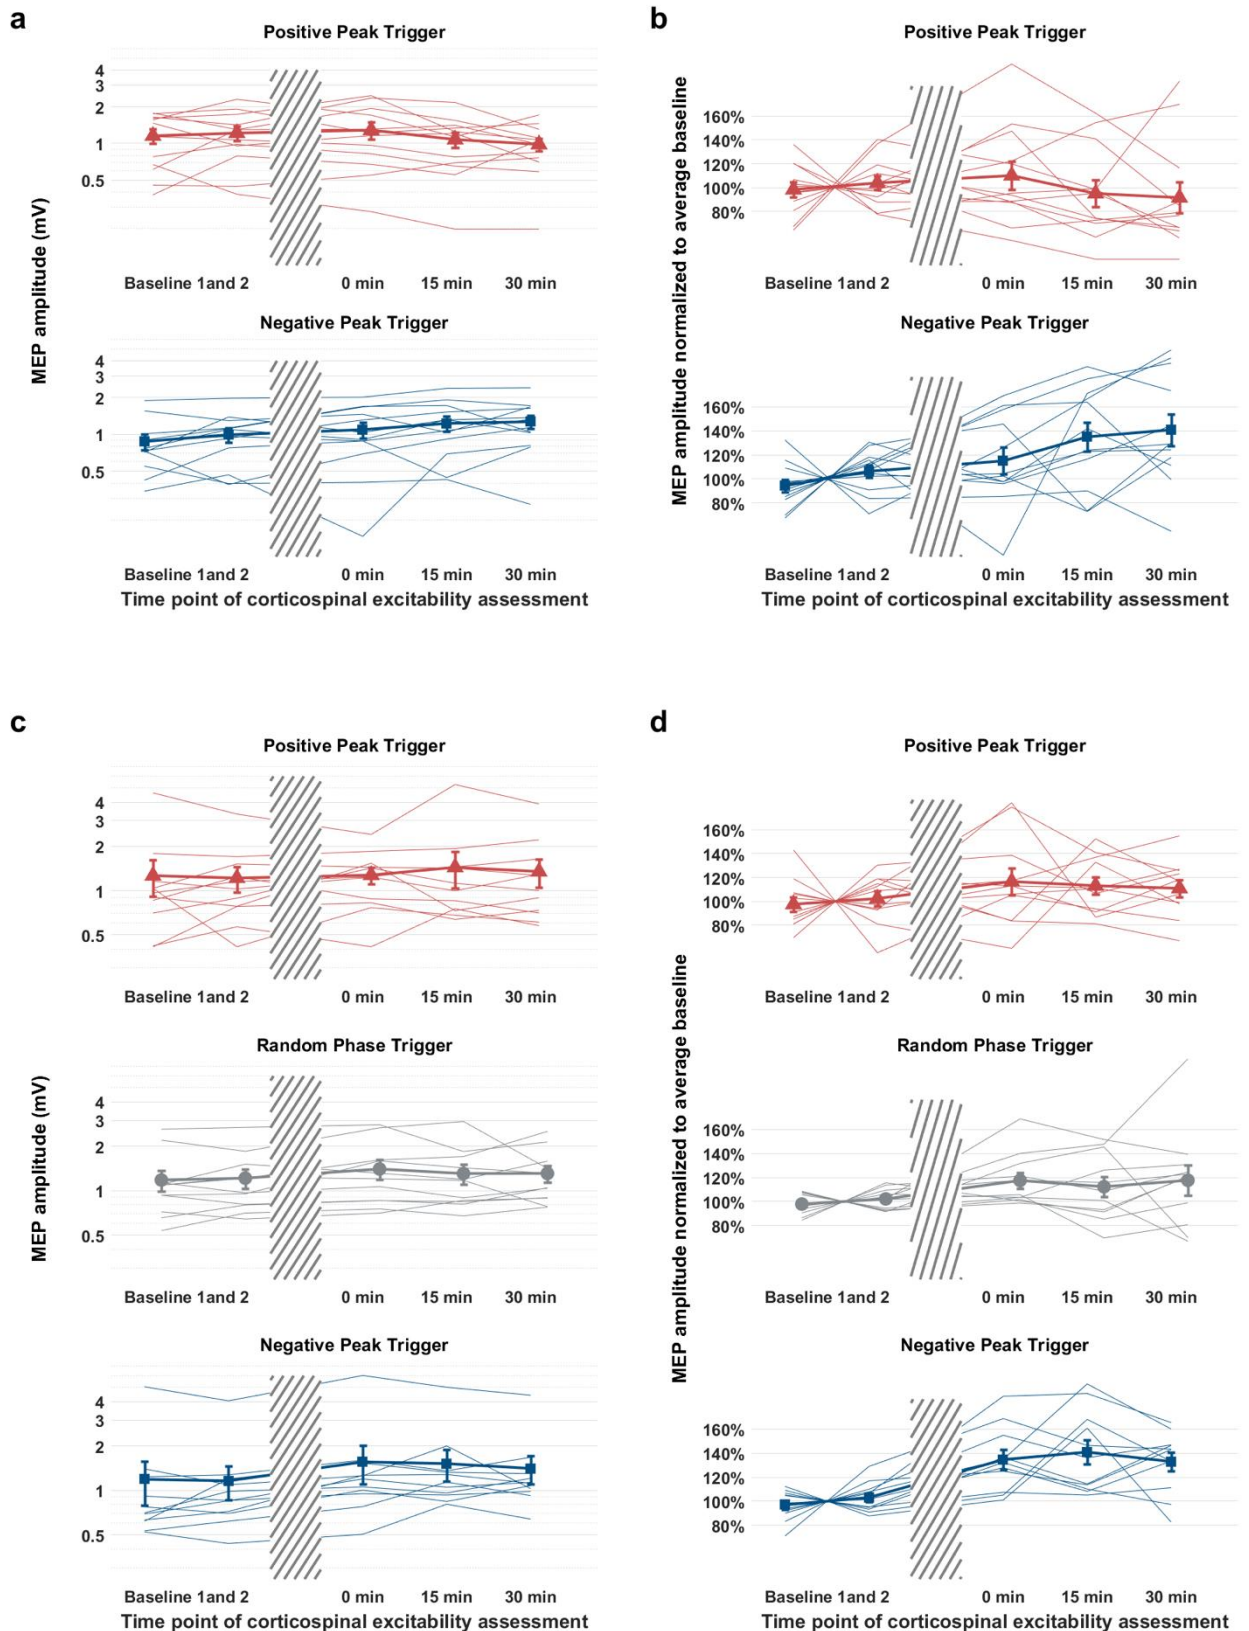 a
Positive Peak Trigger
MEP amplitude (mV)
4
3
2
1
0.5
Baseline 1and 2 0 min 15 min 30 min
Negative Peak Trigger
4
3
2
1
0.5
Baseline 1and 2 0 min 15 min 30 min
Time point of corticospinal excitability assessment
b
Positive Peak Trigger
MEP amplitude normalized to average baseline
160%
140%
120%
100%
80%
Baseline 1and 2 0 min 15 min 30 min
Negative Peak Trigger
160%
140%
120%
100%
80%
Baseline 1and 2 0 min 15 min 30 min
Time point of corticospinal excitability assessment
c
Positive Peak Trigger
4
3
2
1
0.5
Baseline 1and 2 0 min 15 min 30 min
Random Phase Trigger
MEP amplitude (mV)
4
3
2
1
0.5
Baseline 1and 2 0 min 15 min 30 min
Negative Peak Trigger
4
3
2
1
0.5
Baseline 1and 2 0 min 15 min 30 min
Time point of corticospinal excitability assessment
d
Positive Peak Trigger
160%
140%
120%
100%
80%
Baseline 1and 2 0 min 15 min 30 min
Random Phase Trigger
MEP amplitude normalized to average baseline
160%
140%
120%
100%
80%
Baseline 1and 2 0 min 15 min 30 min
Negative Peak Trigger
160%
140%
120%
100%
80%
Baseline 1and 2 0 min 15 min 30 min
Time point of corticospinal excitability assessment